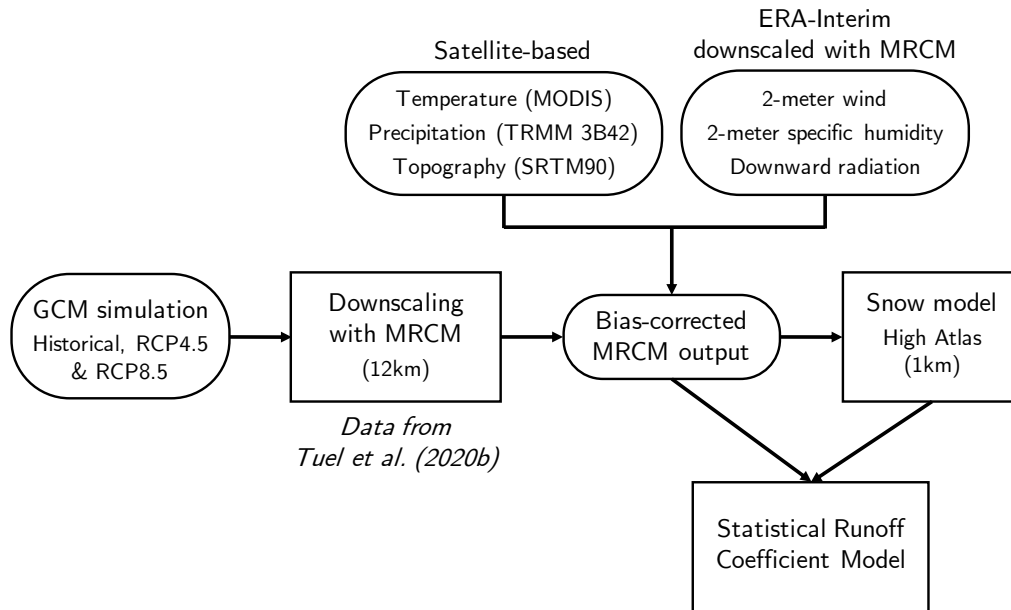 Satellite-based
Temperature (MODIS)
Precipitation (TRMM 3B42)
Topography (SRTM90)
ERA-Interim
downscaled with MRCM
2-meter wind
2-meter specific humidity
Downward radiation
GCM simulation
Historical, RCP4.5
& RCP8.5
Downscaling
with MRCM
(12km)
Data from
Tuel et al. (2020b)
Bias-corrected
MRCM output
Snow model
High Atlas
(1km)
Statistical Runoff
Coefficient Model